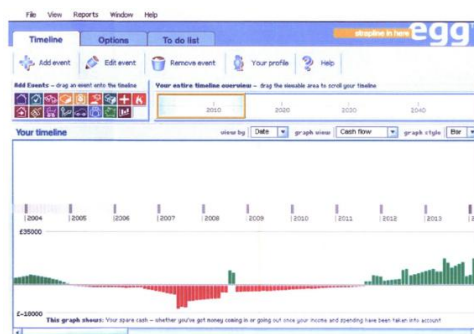 File View Reports Window Help
Timeline Options To do list
strapline in here egg
Add event Edit event Remove event Your profile Help
Add Events – drag an event onto the timeline
Your entire timeline overview – drag the viewable area to scroll your timeline
2010 2020 2030 2040
Your timeline view by Date graph view Cash flow graph style Bar
2004 2005 2006 2007 2008 2009 2010 2011 2012 2013
£35000
£-10000
This graph shows: Your spare cash – whether you've got money coming in or going out once your income and spending have been taken into account